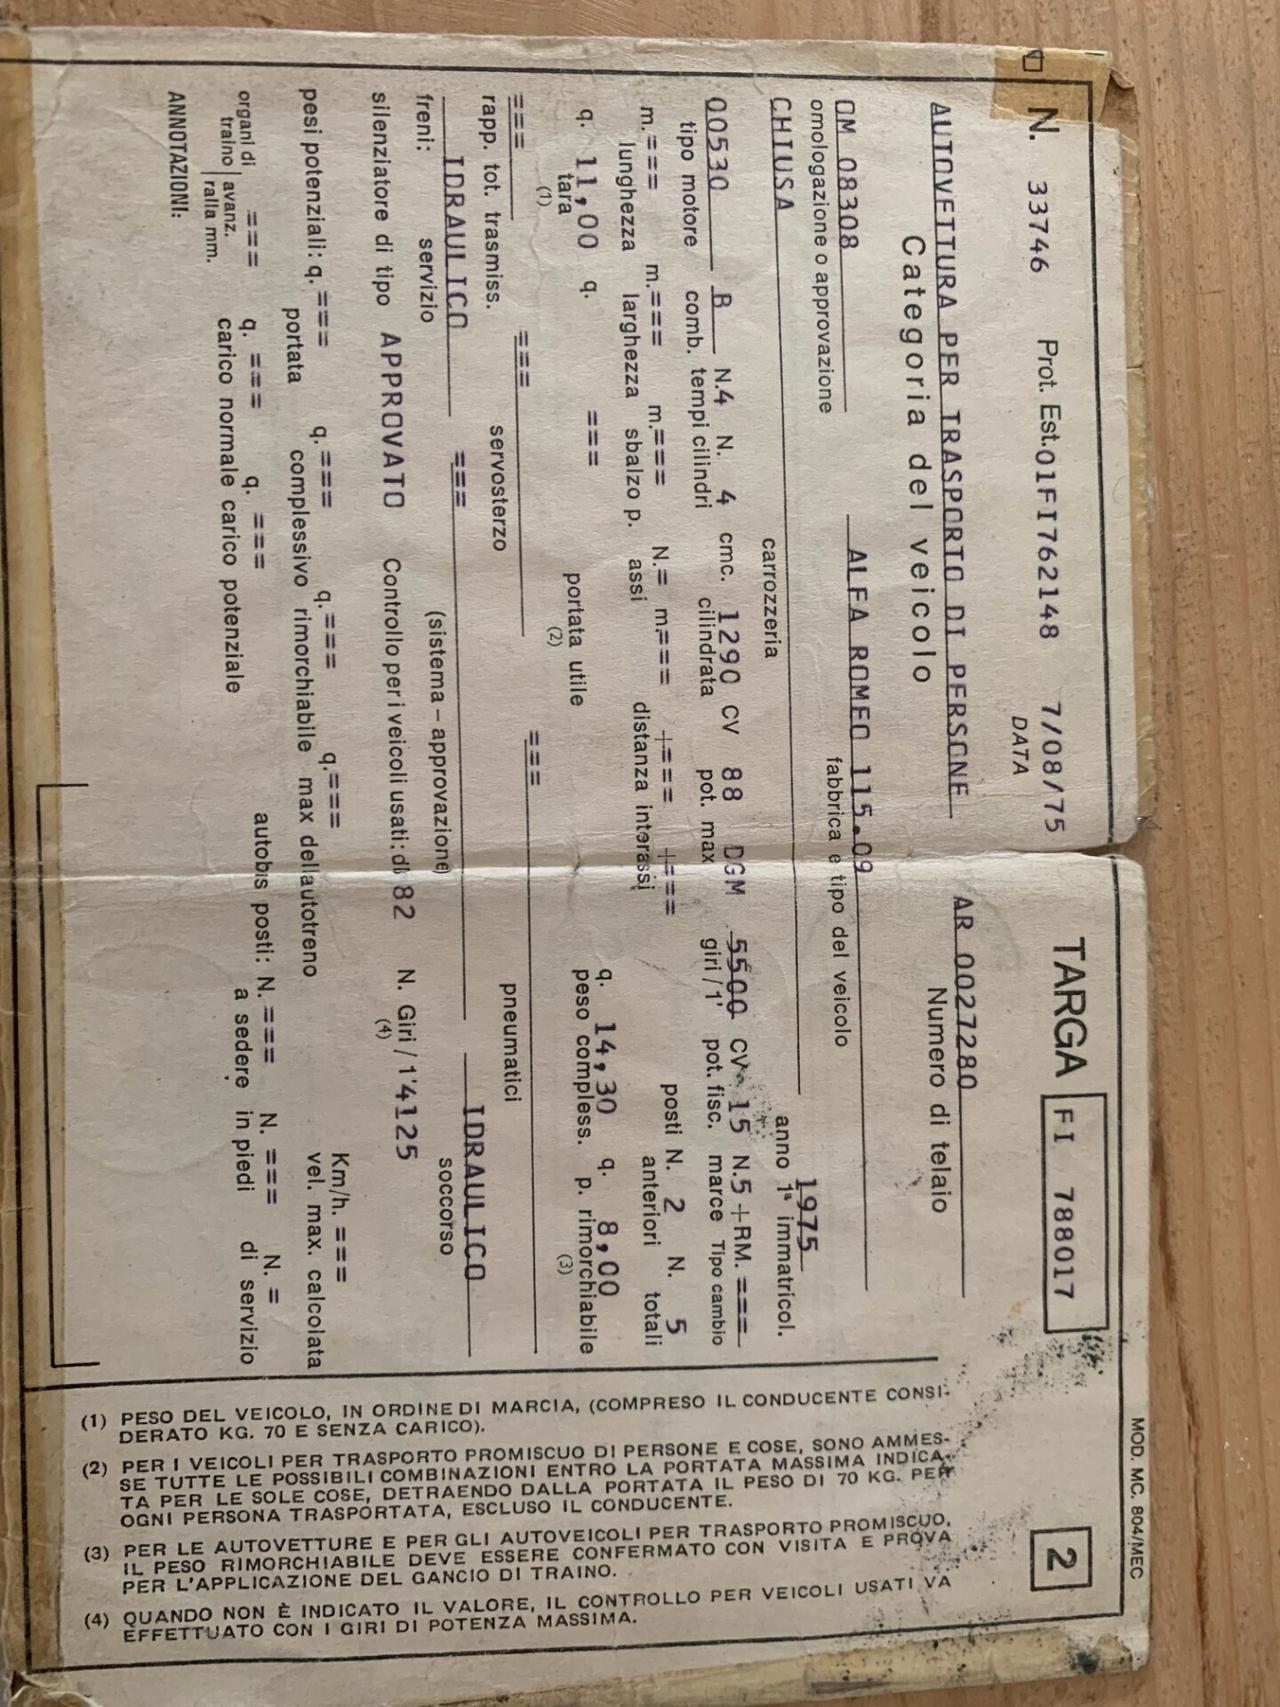 N. 33746 Prot. Est. 01FI762148 7/08/75 TARGA FI 788017 2
DATA
MOD. MC. 804/MEC
AUTOVETTURA PER TRASPORTO DI PERSONE AR 0027280
Categoria del veicolo Numero di telaio
OM 08308 ALFA ROMEO 115.09
omologazione o approvazione fabbrica e tipo del veicolo
CHIUSA 1975
carrozzeria anno 1ª immatricol.
00530 B N.4 N. 4 cmc. 1290 CV 88 DGM 5500 CV 15 N.5 +RM. ===
tipo motore comb. tempi cilindri cilindrata pot. max giri/1' pot. fisc. marce Tipo cambio
m.=== m.=== m.=== N.= m.=== +=== +=== posti N. 2 N. 5
lunghezza larghezza sbalzo p. assi distanza interassi anteriori totali
q. 11,00 q. === q. 14,30 q. 8,00
tara portata utile peso compless. p. rimorchiabile
(1) (2) (3)
=== === ===
rapp. tot. trasmiss. servosterzo pneumatici
IDRAULICO === IDRAULICO
freni: servizio (sistema - approvazione) soccorso
silenziatore di tipo APPROVATO Controllo per i veicoli usati: dB 82 N. Giri / 1' 4125
(4)
pesi potenziali: q. === q. === q. === q. === Km/h. ===
portata complessivo rimorchiabile max dell'autotreno vel. max. calcolata
organi di traino avanz. ralla mm. === q. === q. === autobis posti: N. === N. === N. =
carico normale carico potenziale a sedere in piedi di servizio
ANNOTAZIONI:
(1) PESO DEL VEICOLO, IN ORDINE DI MARCIA, (COMPRESO IL CONDUCENTE CONSI-
DERATO KG. 70 E SENZA CARICO).
(2) PER I VEICOLI PER TRASPORTO PROMISCUO DI PERSONE E COSE, SONO AMMES-
SE TUTTE LE POSSIBILI COMBINAZIONI ENTRO LA PORTATA MASSIMA INDICA-
TA PER LE SOLE COSE, DETRAENDO DALLA PORTATA IL PESO DI 70 KG. PER
OGNI PERSONA TRASPORTATA, ESCLUSO IL CONDUCENTE.
(3) PER LE AUTOVETTURE E PER GLI AUTOVEICOLI PER TRASPORTO PROMISCUO,
IL PESO RIMORCHIABILE DEVE ESSERE CONFERMATO CON VISITA E PROVA
PER L'APPLICAZIONE DEL GANCIO DI TRAINO.
(4) QUANDO NON È INDICATO IL VALORE, IL CONTROLLO PER VEICOLI USATI VA
EFFETTUATO CON I GIRI DI POTENZA MASSIMA.